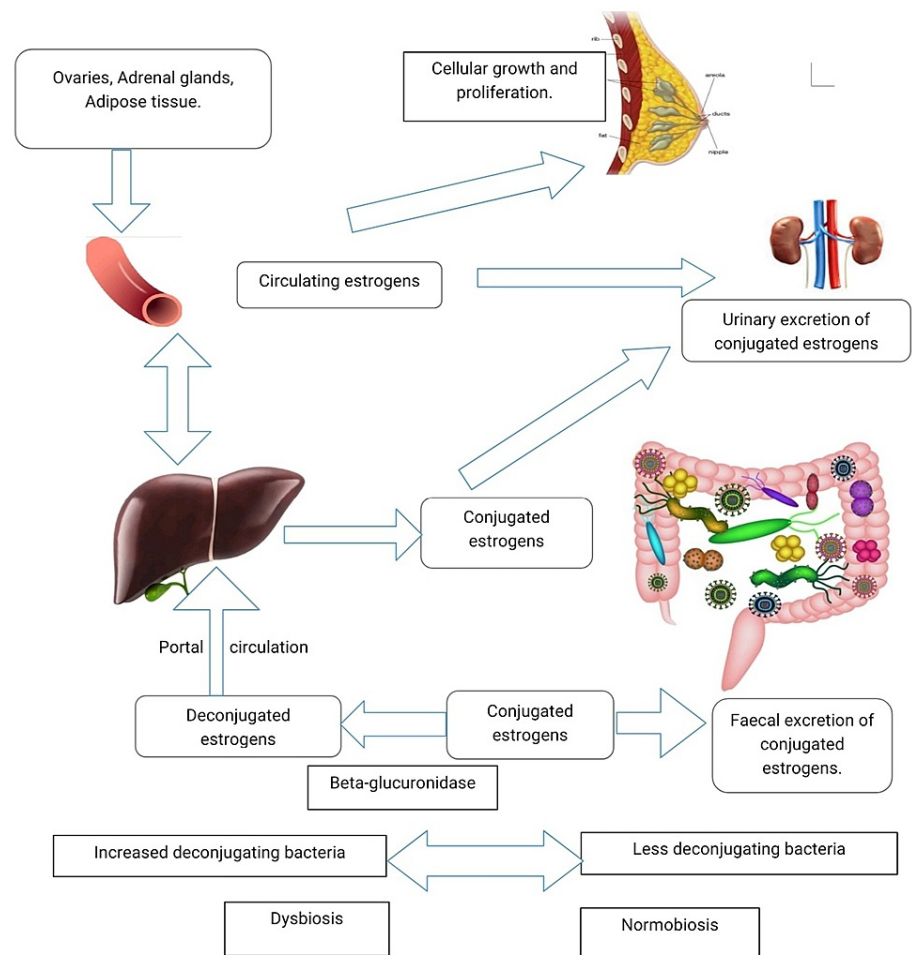 Ovaries, Adrenal glands,
Adipose tissue.
Cellular growth and
proliferation.
rib
areola
ducts
fat
nipple
Circulating estrogens
Urinary excretion of
conjugated estrogens
Conjugated
estrogens
Portal circulation
Deconjugated
estrogens
Conjugated
estrogens
Faecal excretion of
conjugated
estrogens.
Beta-glucuronidase
Increased deconjugating bacteria
Less deconjugating bacteria
Dysbiosis
Normobiosis